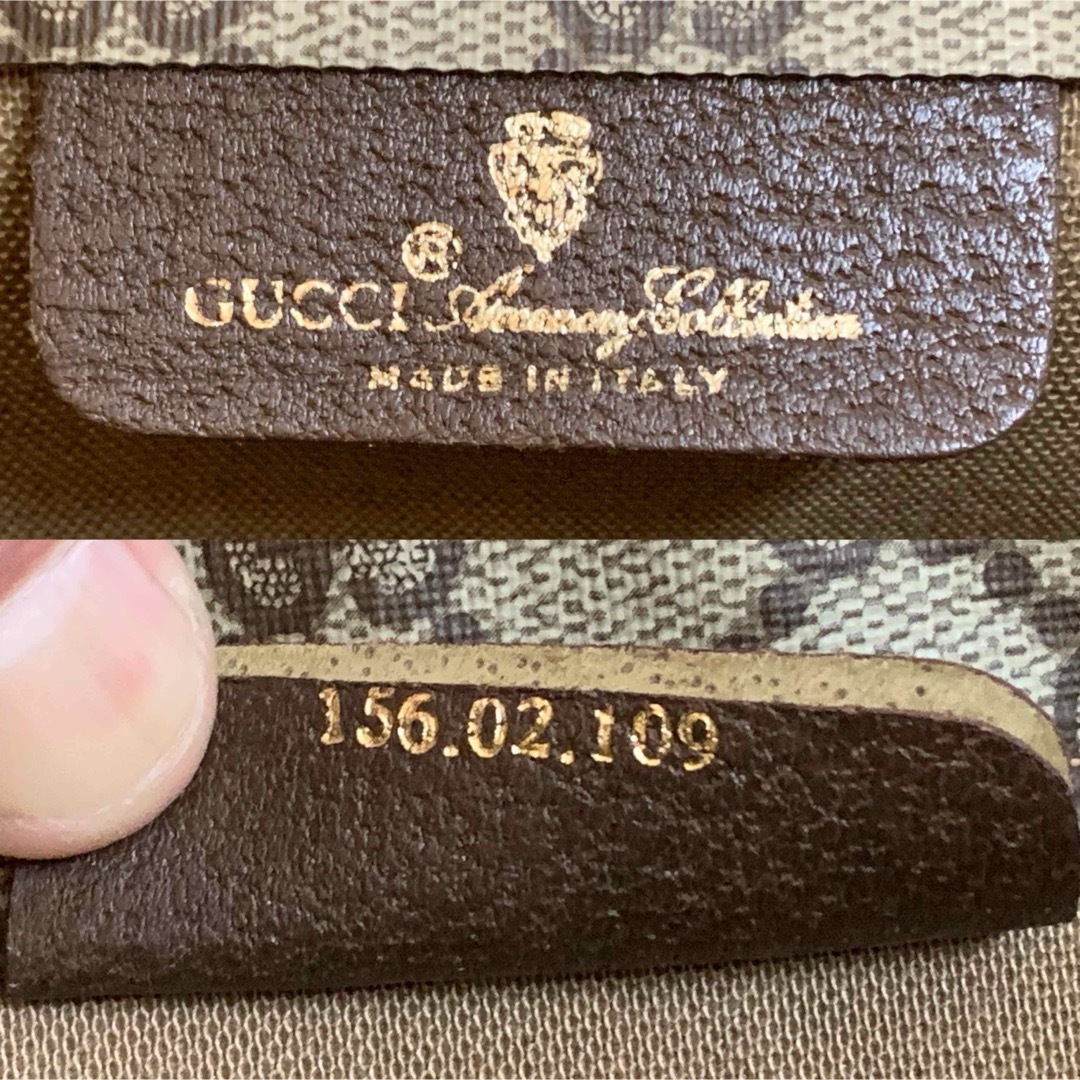 ®
GUCCI Accessory Collection
MADE IN ITALY
156.02.109